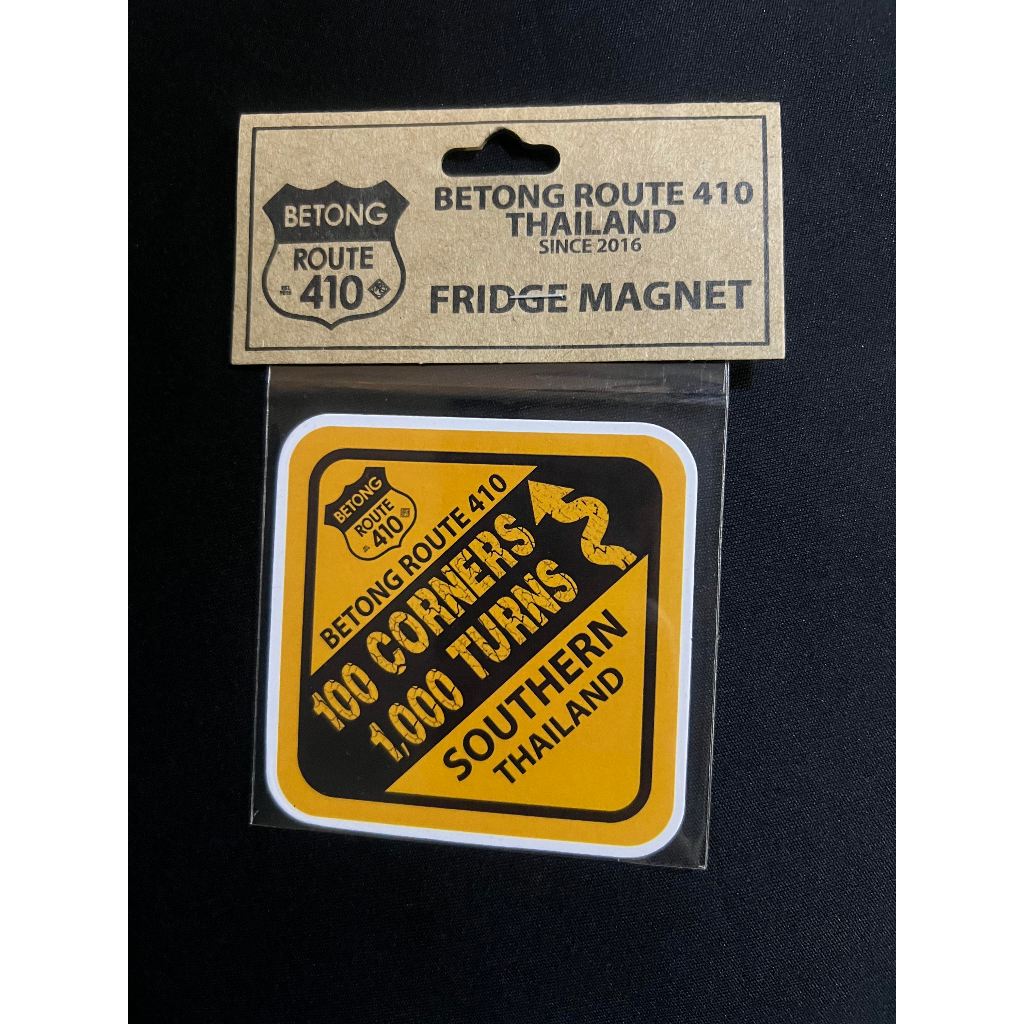 BETONG
ROUTE
410
BETONG ROUTE 410
THAILAND
SINCE 2016
FRIDGE MAGNET
BETONG
ROUTE
410
BETONG ROUTE 410
100 CORNERS
1,000 TURNS
SOUTHERN
THAILAND